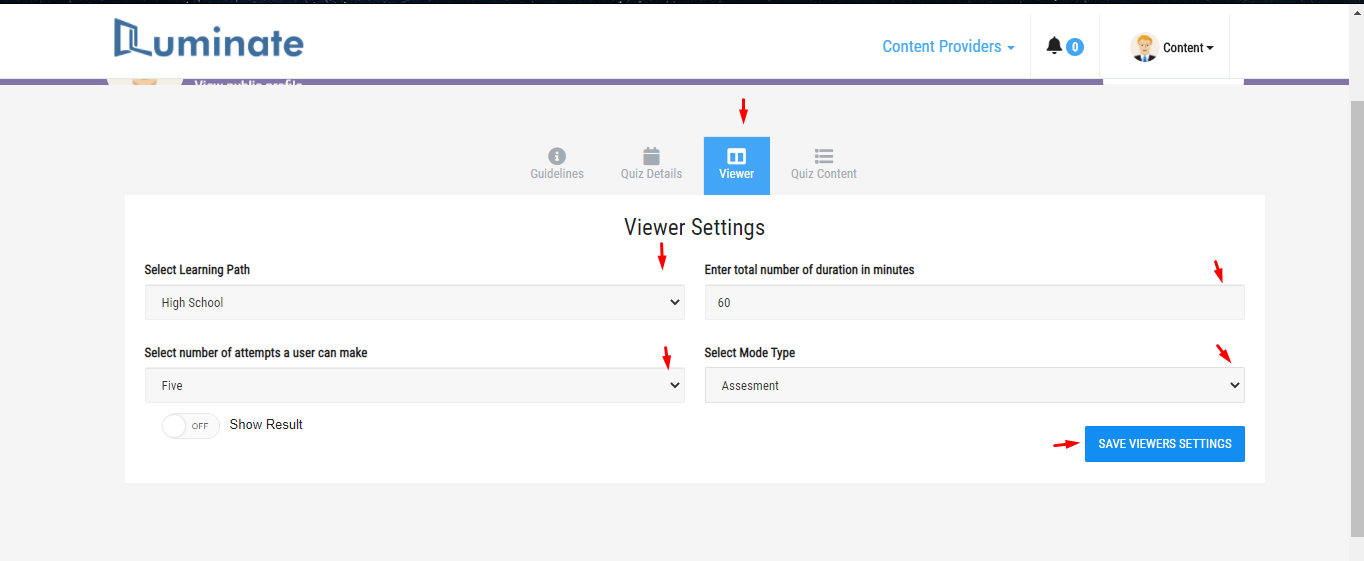 Luminate
Content Providers
0
Content
View public profile
Guidelines
Quiz Details
Viewer
Quiz Content
Viewer Settings
Select Learning Path
High School
Enter total number of duration in minutes
60
Select number of attempts a user can make
Five
Select Mode Type
Assesment
OFF
Show Result
SAVE VIEWERS SETTINGS